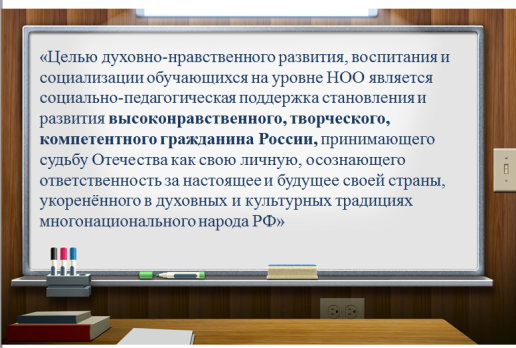 «Целью духовно-нравственного развития, воспитания и
социализации обучающихся на уровне НОО является
социально-педагогическая поддержка становления и
развития высоконравственного, творческого,
компетентного гражданина России, принимающего
судьбу Отечества как свою личную, осознающего
ответственность за настоящее и будущее своей страны,
укоренённого в духовных и культурных традициях
многонационального народа РФ»